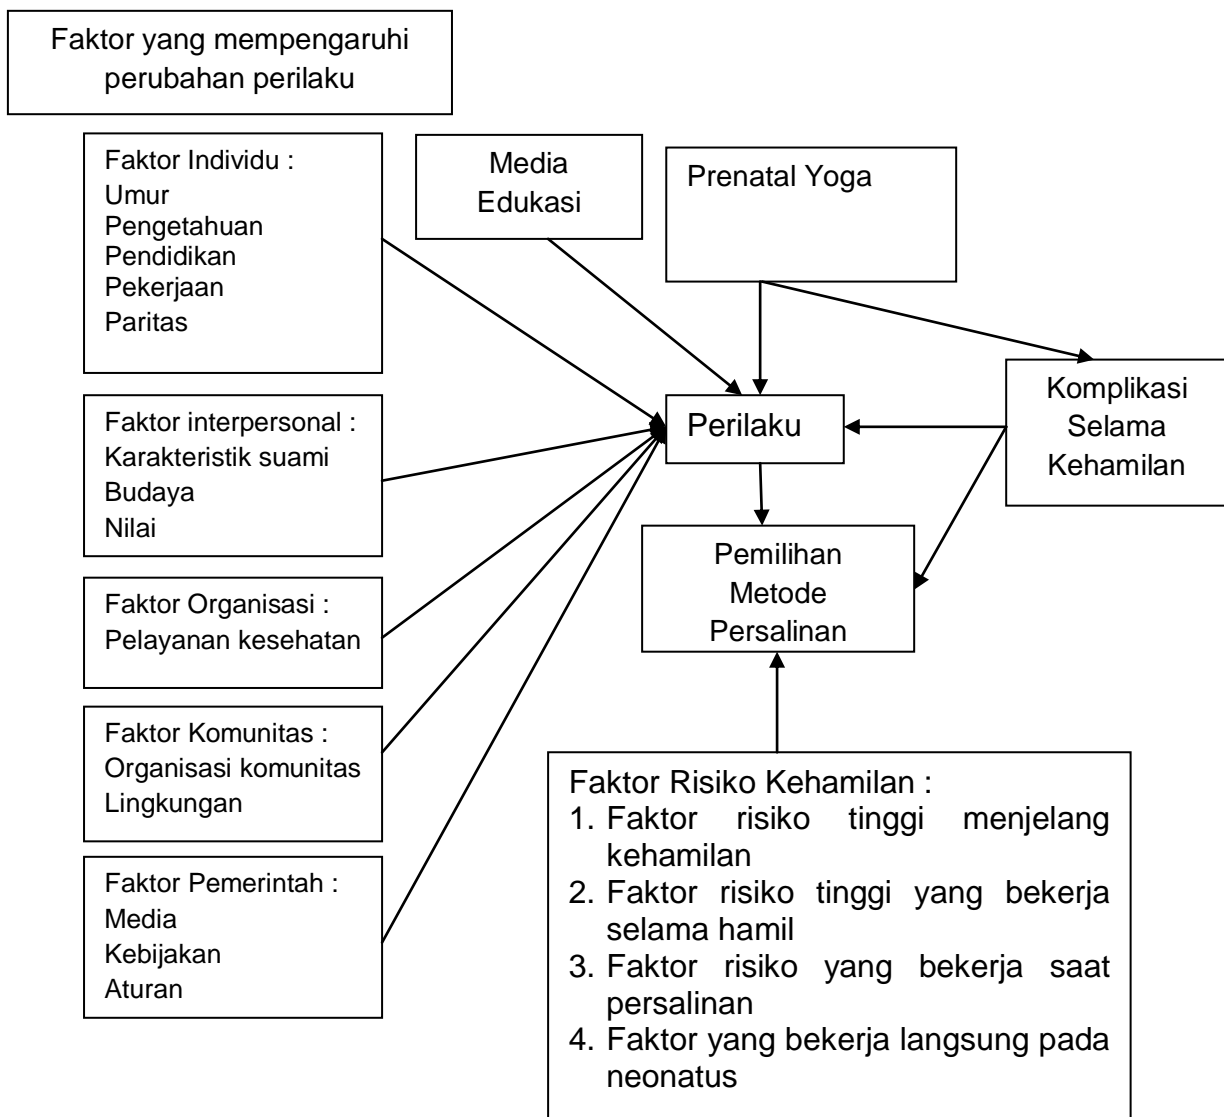 Faktor yang mempengaruhi
perubahan perilaku
Faktor Individu :
Umur
Pengetahuan
Pendidikan
Pekerjaan
Paritas
Media
Edukasi
Prenatal Yoga
Komplikasi
Selama
Kehamilan
Faktor interpersonal :
Karakteristik suami
Budaya
Nilai
Perilaku
Pemilihan
Metode
Persalinan
Faktor Organisasi :
Pelayanan kesehatan
Faktor Komunitas :
Organisasi komunitas
Lingkungan
Faktor Pemerintah :
Media
Kebijakan
Aturan
Faktor Risiko Kehamilan :
1. Faktor risiko tinggi menjelang
kehamilan
2. Faktor risiko tinggi yang bekerja
selama hamil
3. Faktor risiko yang bekerja saat
persalinan
4. Faktor yang bekerja langsung pada
neonatus